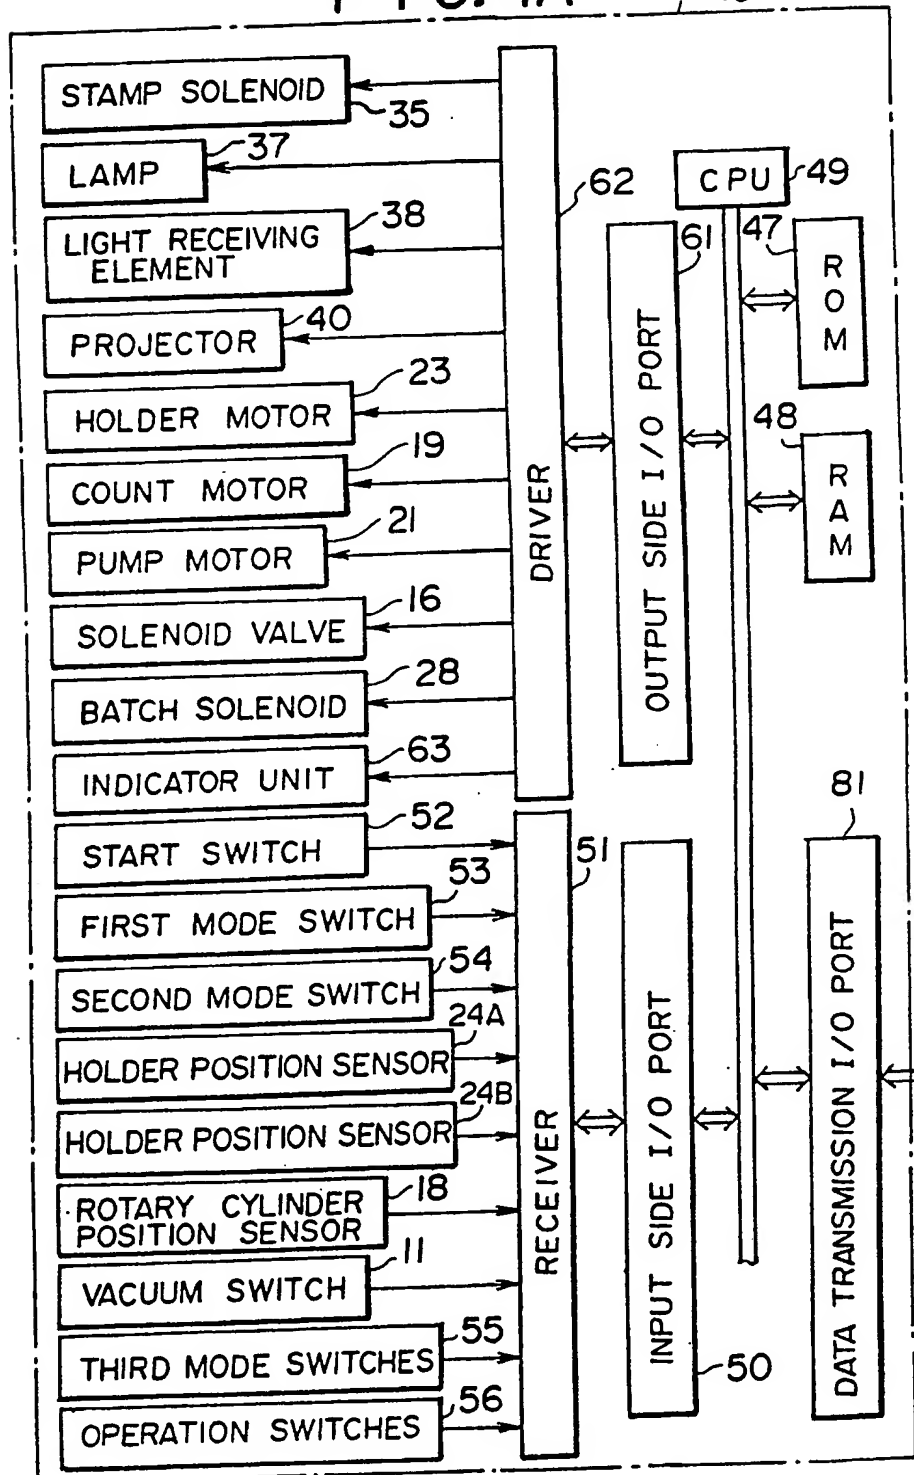 STAMP SOLENOID
35
LAMP
37
LIGHT RECEIVING
ELEMENT
38
PROJECTOR
40
HOLDER MOTOR
23
COUNT MOTOR
19
PUMP MOTOR
21
SOLENOID VALVE
16
BATCH SOLENOID
28
INDICATOR UNIT
63
START SWITCH
52
FIRST MODE SWITCH
53
SECOND MODE SWITCH
54
HOLDER POSITION SENSOR
24A
HOLDER POSITION SENSOR
24B
ROTARY CYLINDER
POSITION SENSOR
18
VACUUM SWITCH
11
THIRD MODE SWITCHES
55
OPERATION SWITCHES
56
DRIVER
62
RECEIVER
51
OUTPUT SIDE I/O PORT
61
INPUT SIDE I/O PORT
50
CPU
49
ROM
47
RAM
48
DATA TRANSMISSION I/O PORT
81